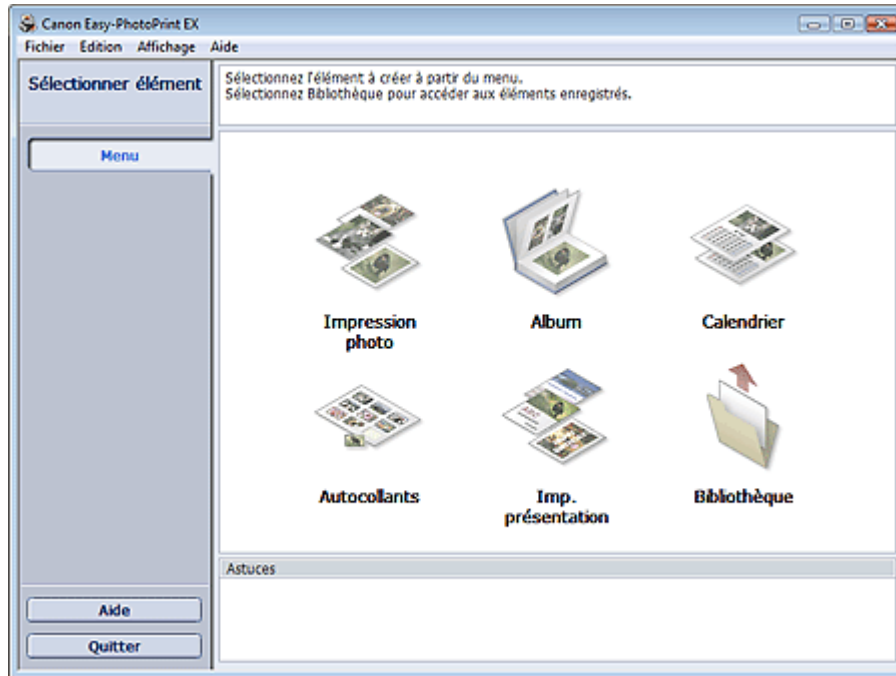 Canon Easy-PhotoPrint EX
Fichier Edition Affichage Aide
Sélectionner élément
Sélectionnez l'élément à créer à partir du menu.
Sélectionnez Bibliothèque pour accéder aux éléments enregistrés.
Menu
Impression
photo
Album
Calendrier
Autocollants
Imp.
présentation
Bibliothèque
Astuces
Aide
Quitter